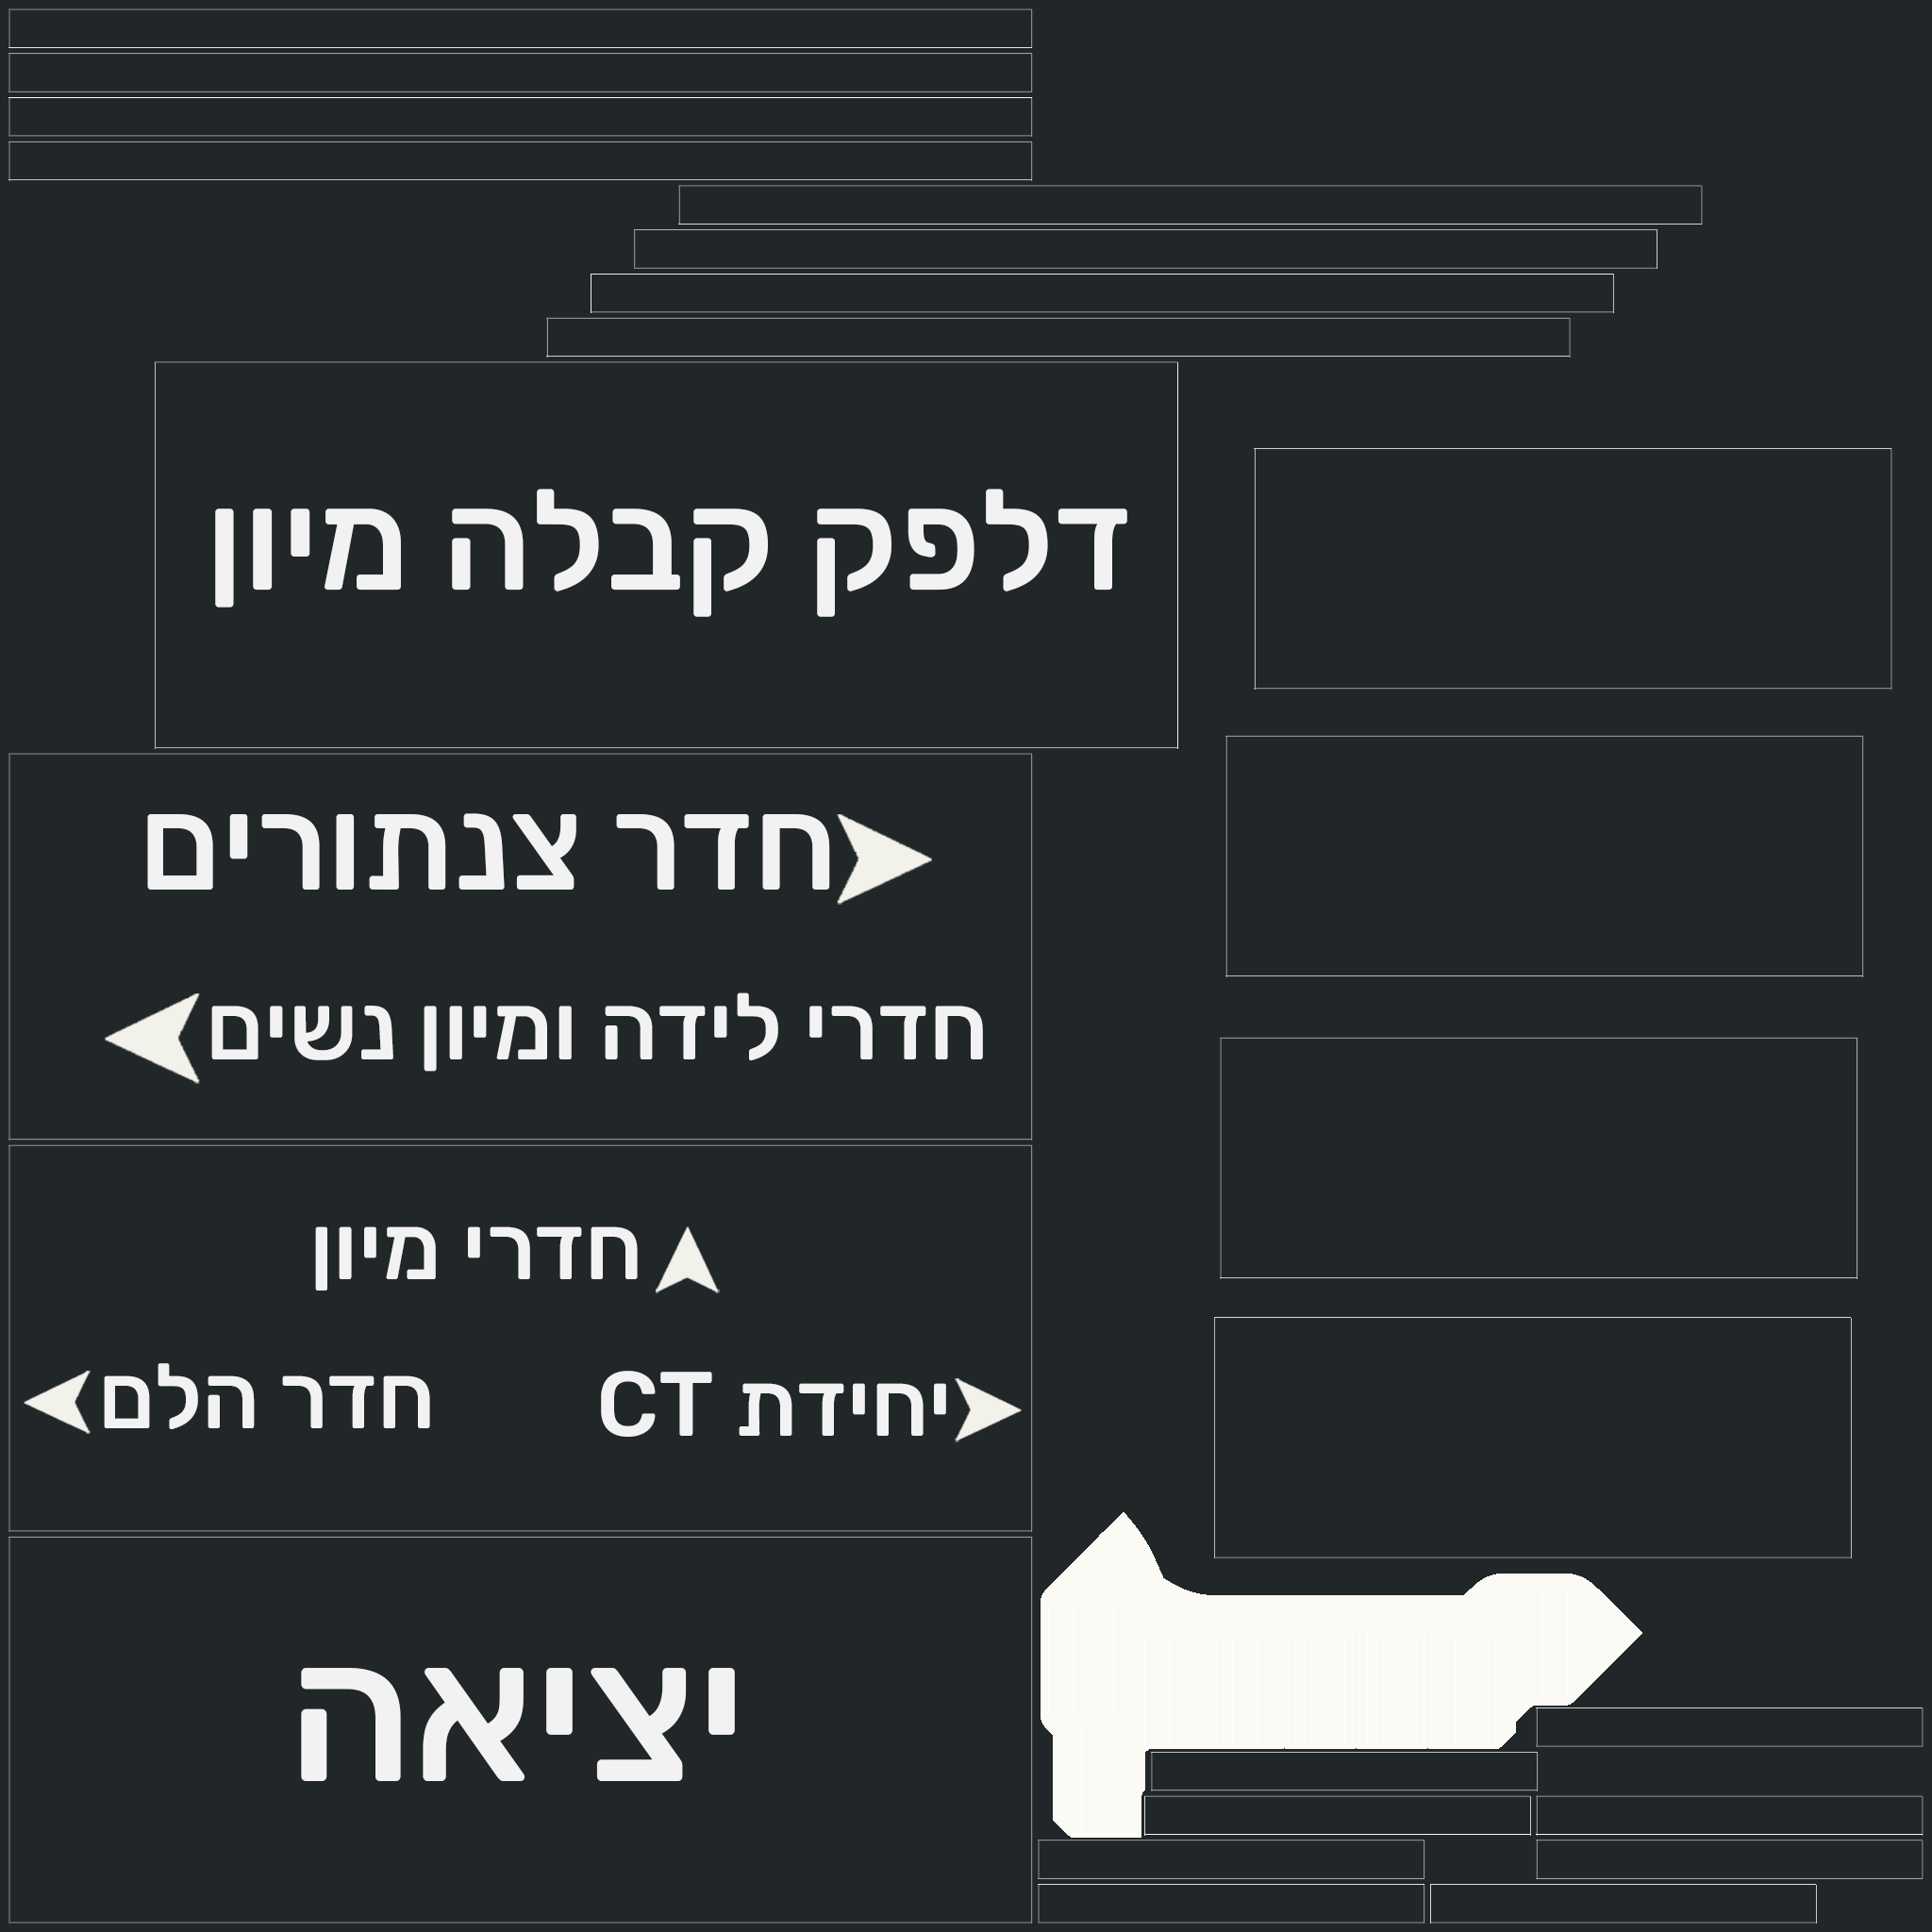 דלפק קבלה מיון
חדר צנתורים
חדרי לידה ומיון נשים
חדרי מיון
יחידת CT
חדר הלם
יציאה